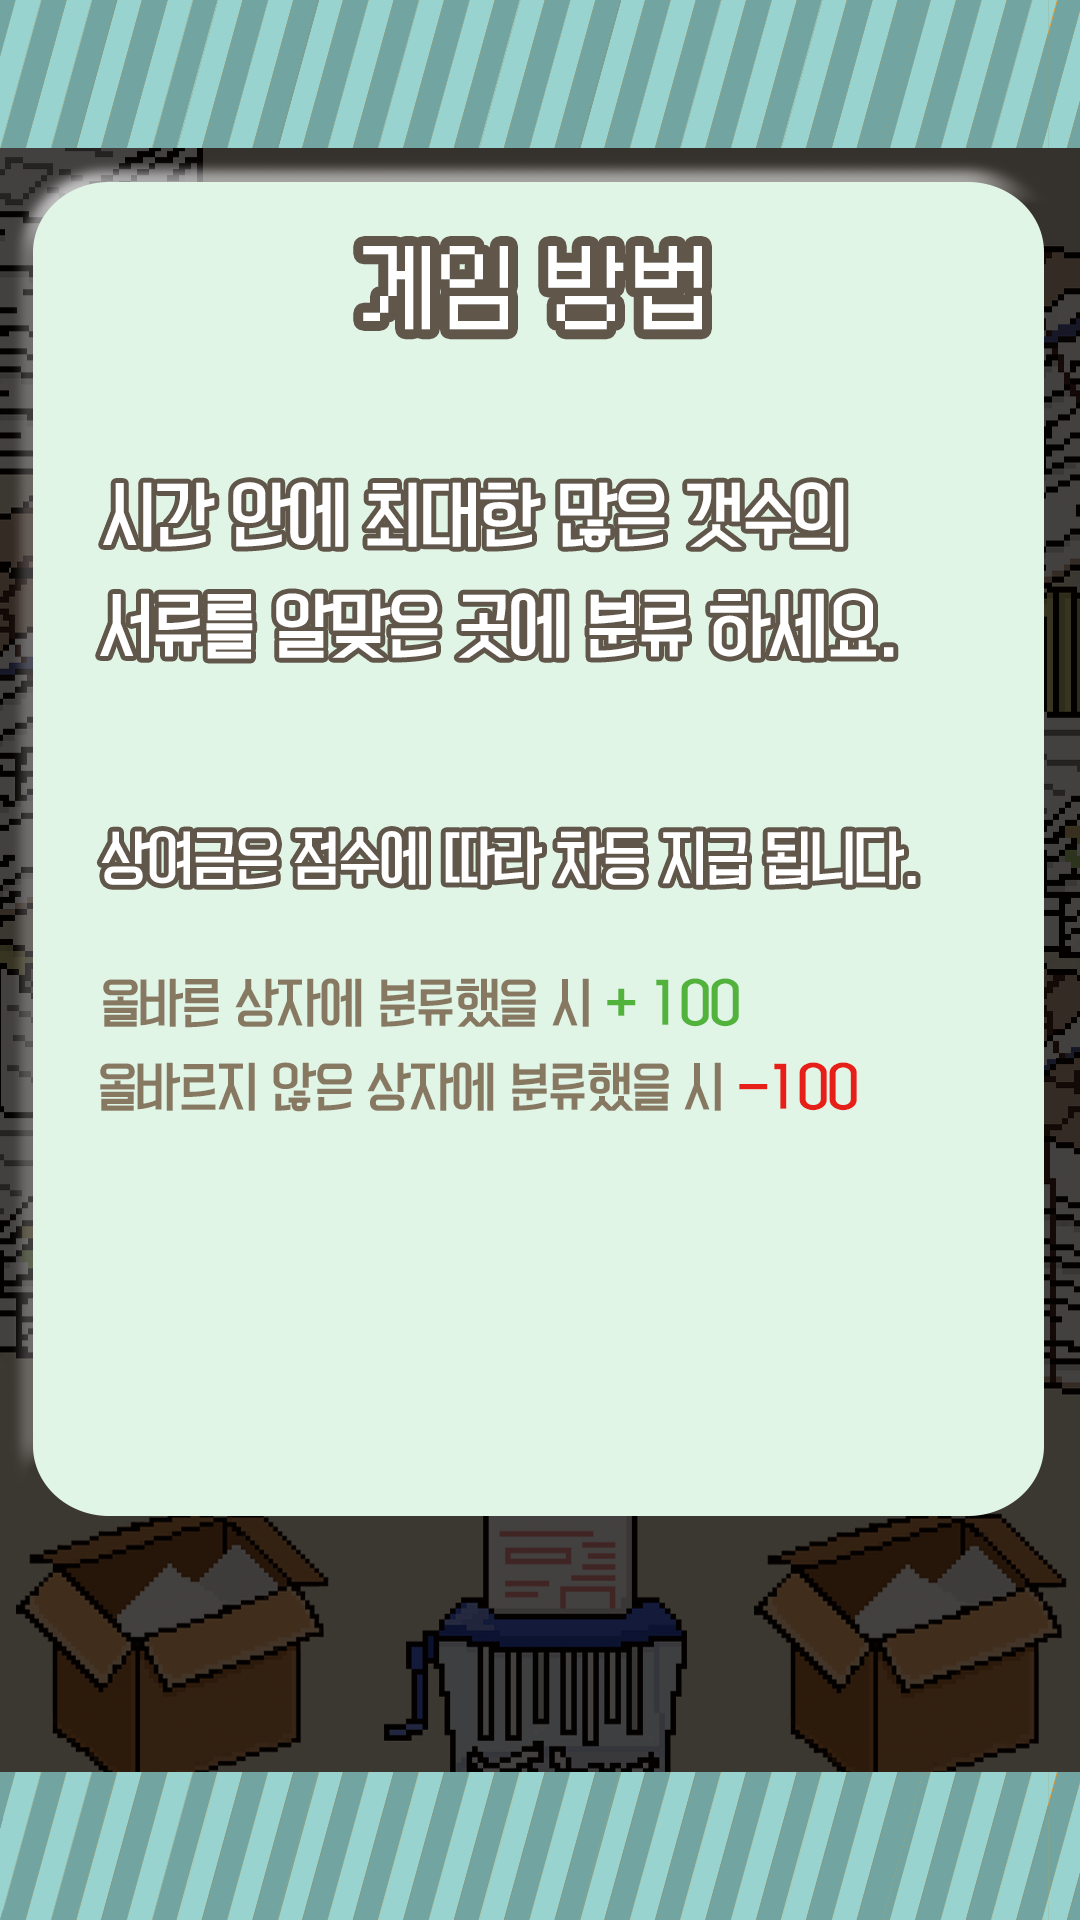 게임 방법
시간 안에 최대한 많은 갯수의
서류를 알맞은 곳에 분류 하세요.
상여금은 점수에 따라 차등 지급 됩니다.
올바른 상자에 분류했을 시 + 100
올바르지 않은 상자에 분류했을 시 -100